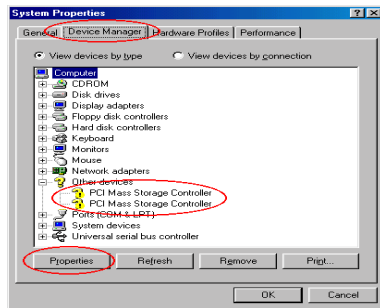 System Properties
General Device Manager Hardware Profiles Performance
View devices by type View devices by connection
Computer
CDROM
Disk drives
Display adapters
Floppy disk controllers
Hard disk controllers
Keyboard
Monitors
Mouse
Network adapters
Other devices
PCI Mass Storage Controller
PCI Mass Storage Controller
Ports (COM & LPT)
System devices
Universal serial bus controller
Properties Refresh Remove Print...
OK Cancel